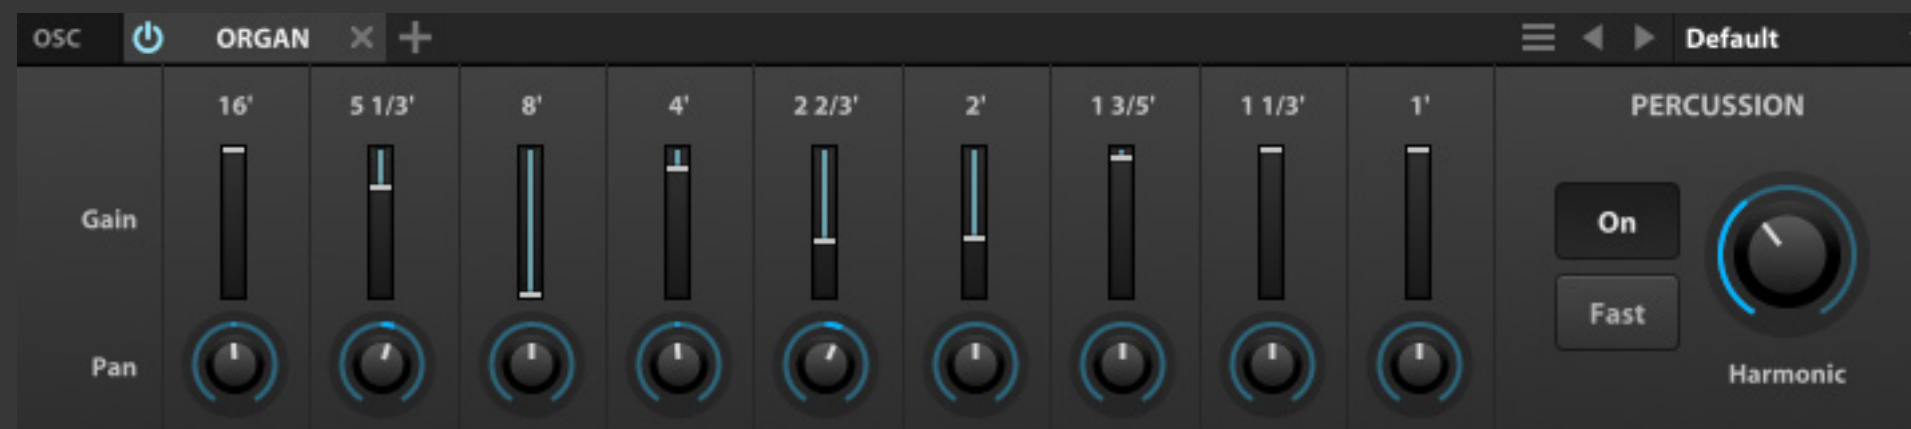 OSC ORGAN Default
16' 5 1/3' 8' 4' 2 2/3' 2' 1 3/5' 1 1/3' 1' PERCUSSION
Gain On
Fast
Pan Harmonic